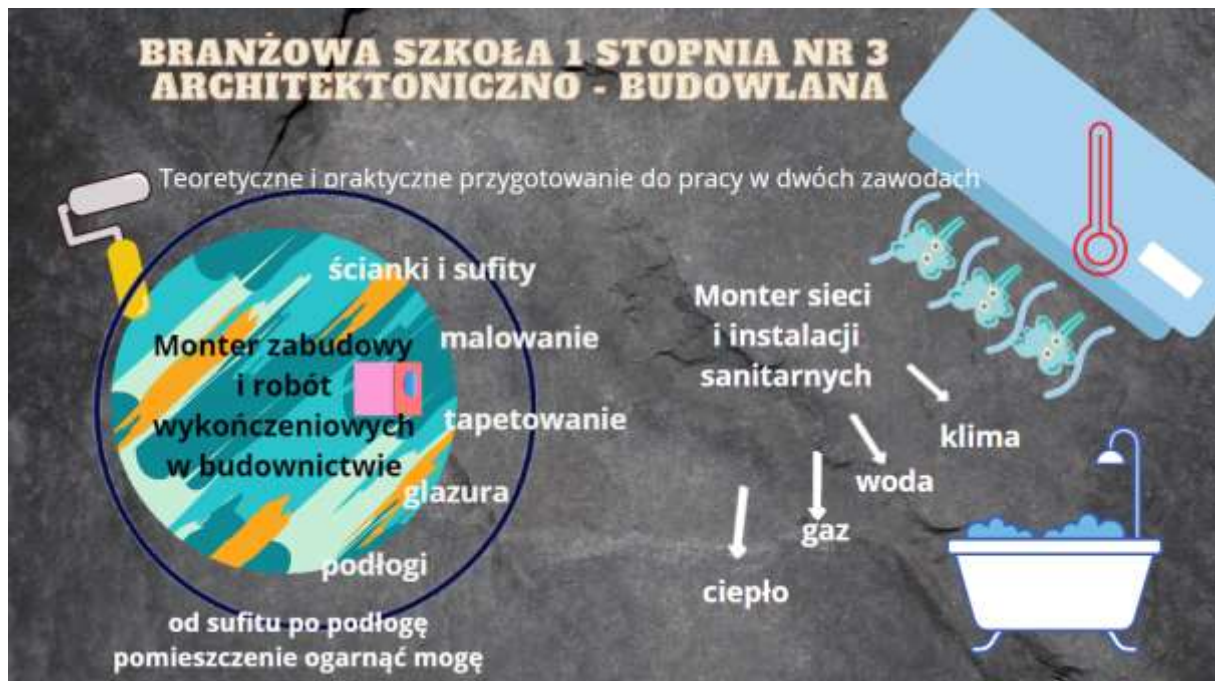 BRANŻOWA SZKOŁA 1 STOPNIA NR 3
ARCHITEKTONICZNO - BUDOWLANA
Teoretyczne i praktyczne przygotowanie do pracy w dwóch zawodach
Monter zabudowy
i robót
wykończeniowych
w budownictwie
ścianki i sufity
malowanie
tapetowanie
glazura
podłogi
od sufitu po podłogę
pomieszczenie ogarnąć mogę
Monter sieci
i instalacji
sanitarnych
klima
woda
gaz
ciepło